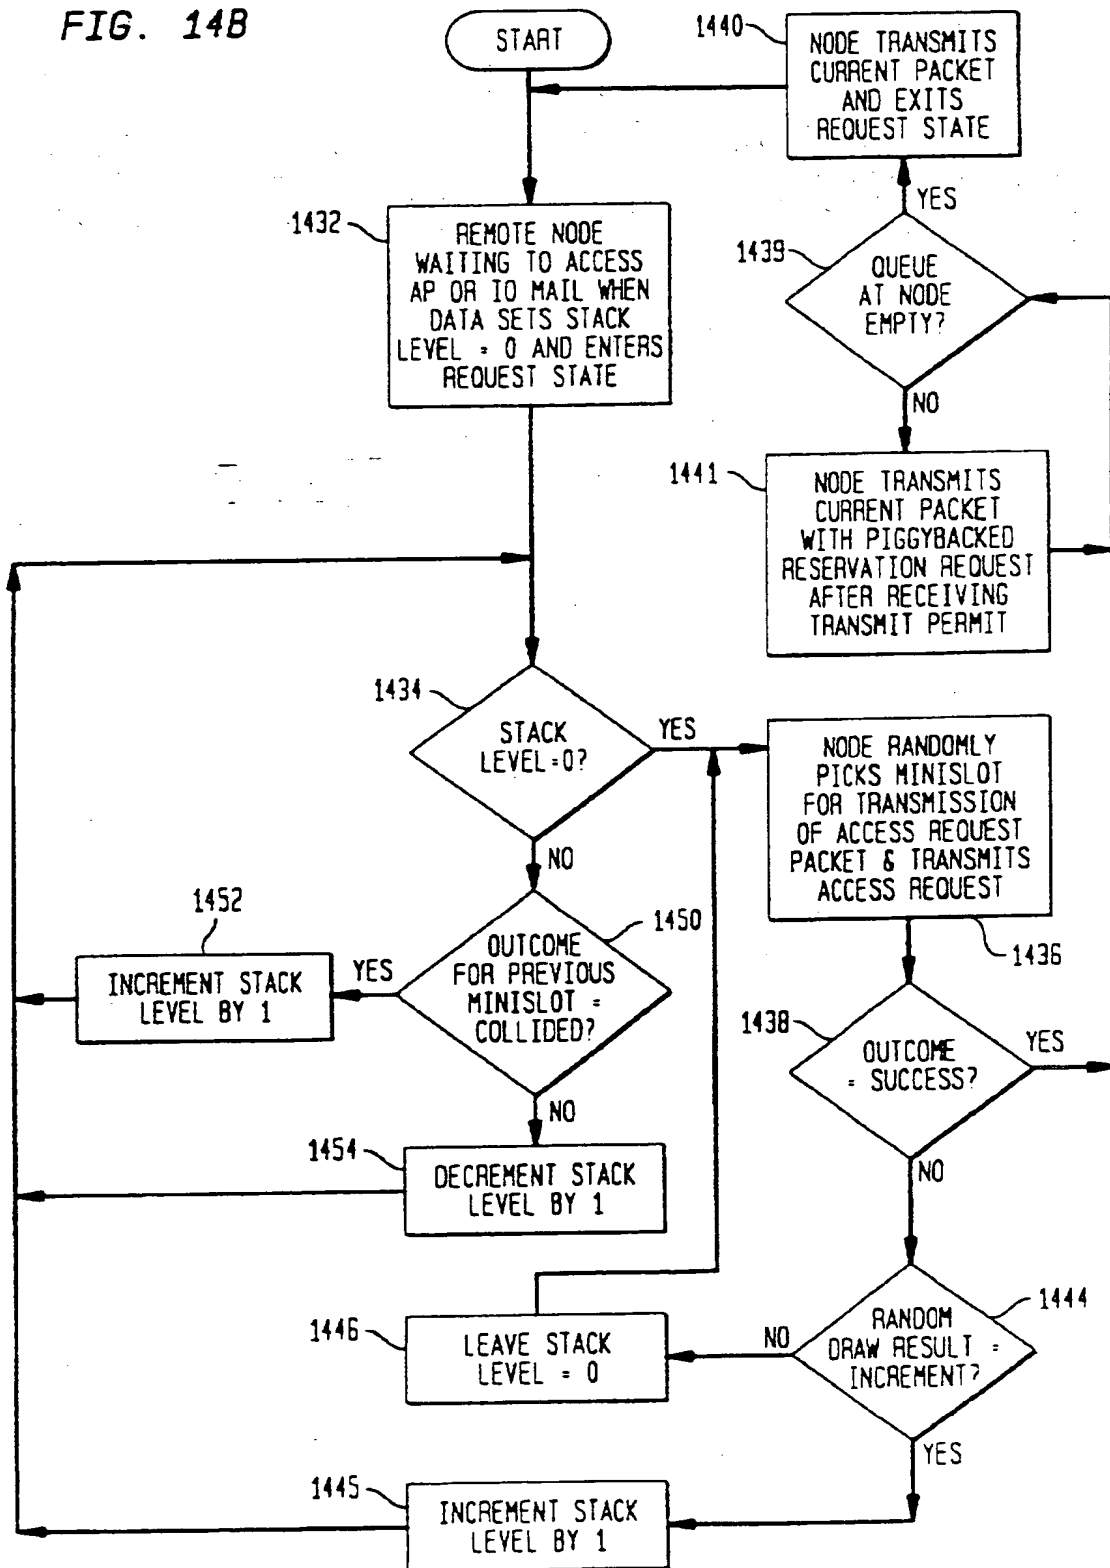 FIG. 14B
START
1440
NODE TRANSMITS
CURRENT PACKET
AND EXITS
REQUEST STATE
YES
1432
REMOTE NODE
WAITING TO ACCESS
AP OR IO MAIL WHEN
DATA SETS STACK
LEVEL = 0 AND ENTERS
REQUEST STATE
1439
QUEUE
AT NODE
EMPTY?
NO
1441
NODE TRANSMITS
CURRENT PACKET
WITH PIGGYBACKED
RESERVATION REQUEST
AFTER RECEIVING
TRANSMIT PERMIT
1434
STACK
LEVEL=0?
YES
NO
NODE RANDOMLY
PICKS MINISLOT
FOR TRANSMISSION
OF ACCESS REQUEST
PACKET & TRANSMITS
ACCESS REQUEST
1436
1452
INCREMENT STACK
LEVEL BY 1
YES
1450
OUTCOME
FOR PREVIOUS
MINISLOT =
COLLIDED?
NO
1438
OUTCOME
= SUCCESS?
YES
NO
1454
DECREMENT STACK
LEVEL BY 1
1446
LEAVE STACK
LEVEL = 0
NO
1444
RANDOM
DRAW RESULT =
INCREMENT?
YES
1445
INCREMENT STACK
LEVEL BY 1